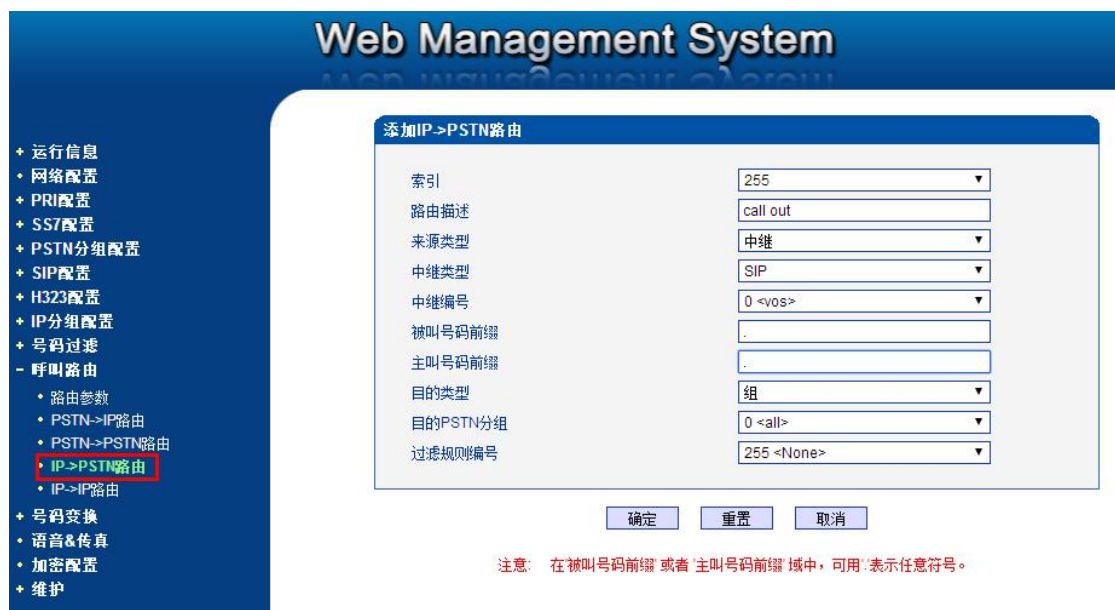 Web Management System
运行信息
网络配置
PRI配置
SS7配置
PSTN分组配置
SIP配置
H323配置
IP分组配置
号码过滤
呼叫路由
路由参数
PSTN->IP路由
PSTN->PSTN路由
IP->PSTN路由
IP->IP路由
号码变换
语音&传真
加密配置
维护
添加IP->PSTN路由
索引 255
路由描述 call out
来源类型 中继
中继类型 SIP
中继编号 0 <vos>
被叫号码前缀 .
主叫号码前缀 .
目的类型 组
目的PSTN分组 0 <all>
过滤规则编号 255 <None>
确定 重置 取消
注意: 在'被叫号码前缀' 或者 '主叫号码前缀' 域中，可用'.'表示任意符号。